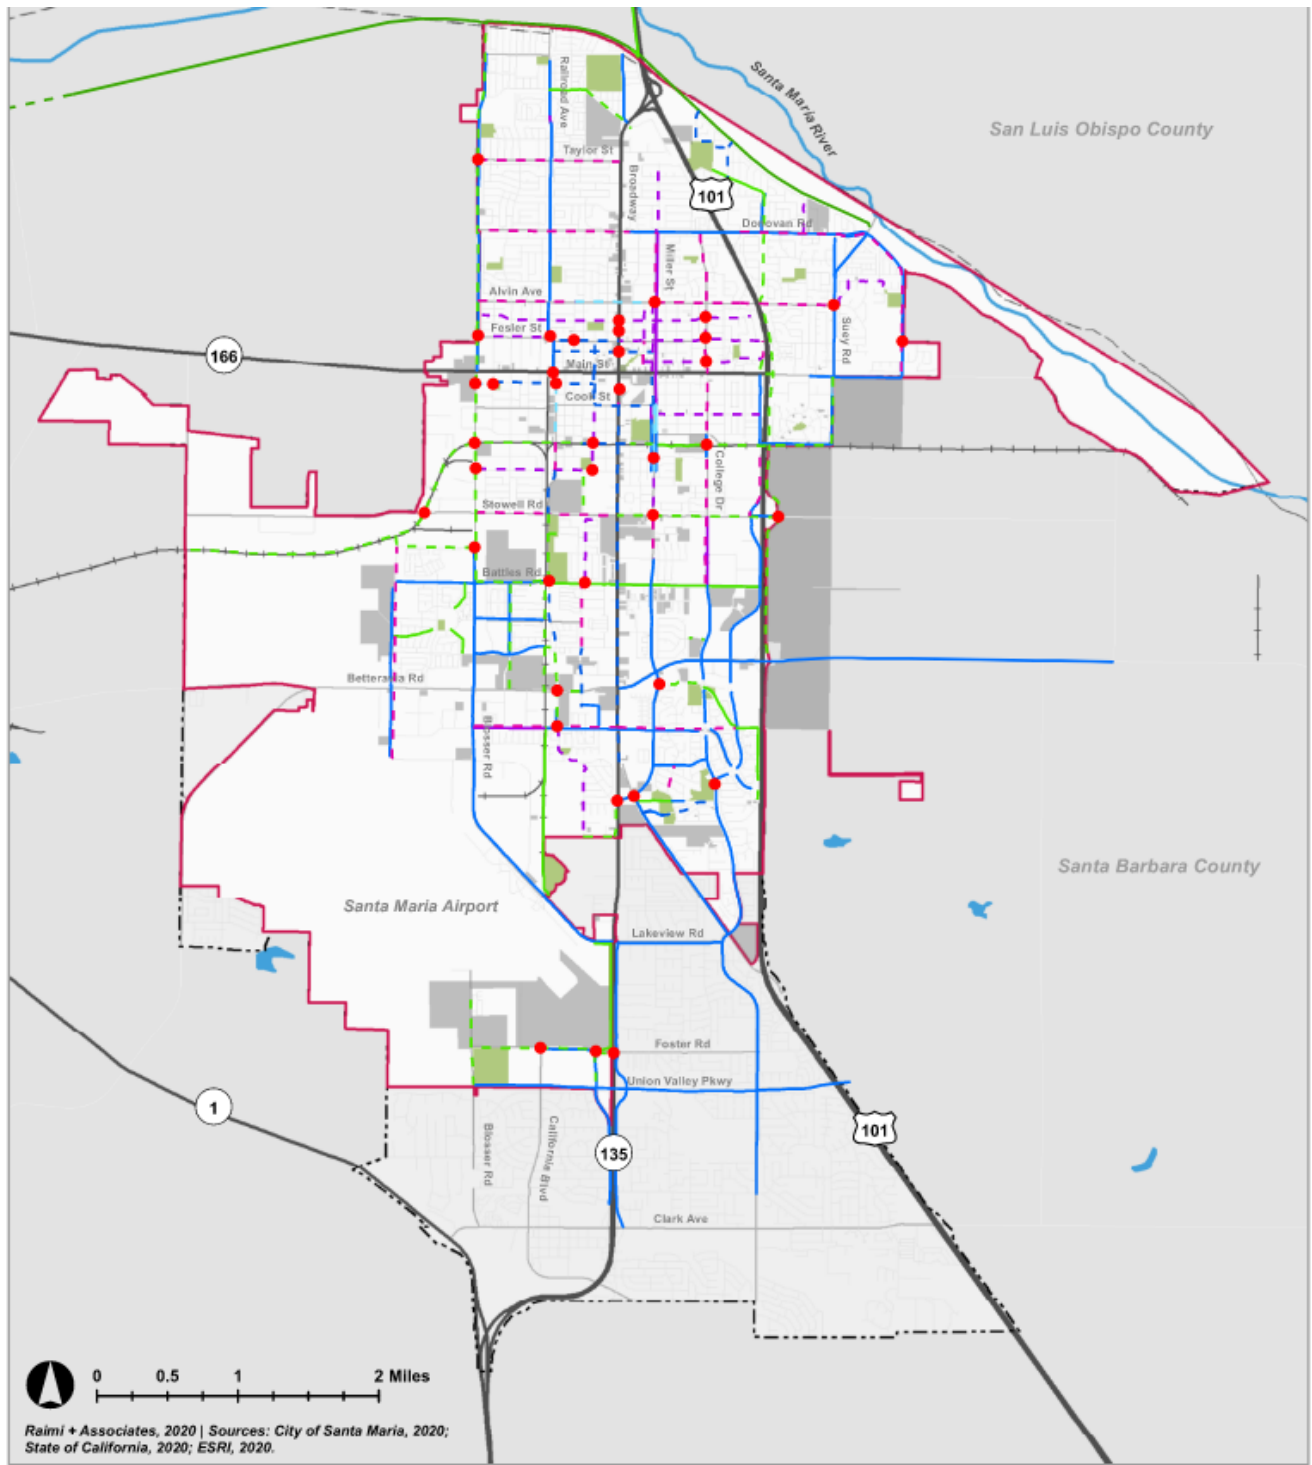 Railroad Ave
Santa Maria River
San Luis Obispo County
Taylor St
Broadway
101
Donovan Rd
Miller St
Alvin Ave
Fesler St
Suey Rd
166
Main St
Cook St
College Dr
Stowell Rd
Battles Rd
Betteravia Rd
Blosser Rd
Santa Barbara County
Santa Maria Airport
Lakeview Rd
Foster Rd
Union Valley Pkwy
1
101
Blosser Rd
California Blvd
135
Clark Ave
0 0.5 1 2 Miles
Raimi + Associates, 2020 | Sources: City of Santa Maria, 2020;
State of California, 2020; ESRI, 2020.